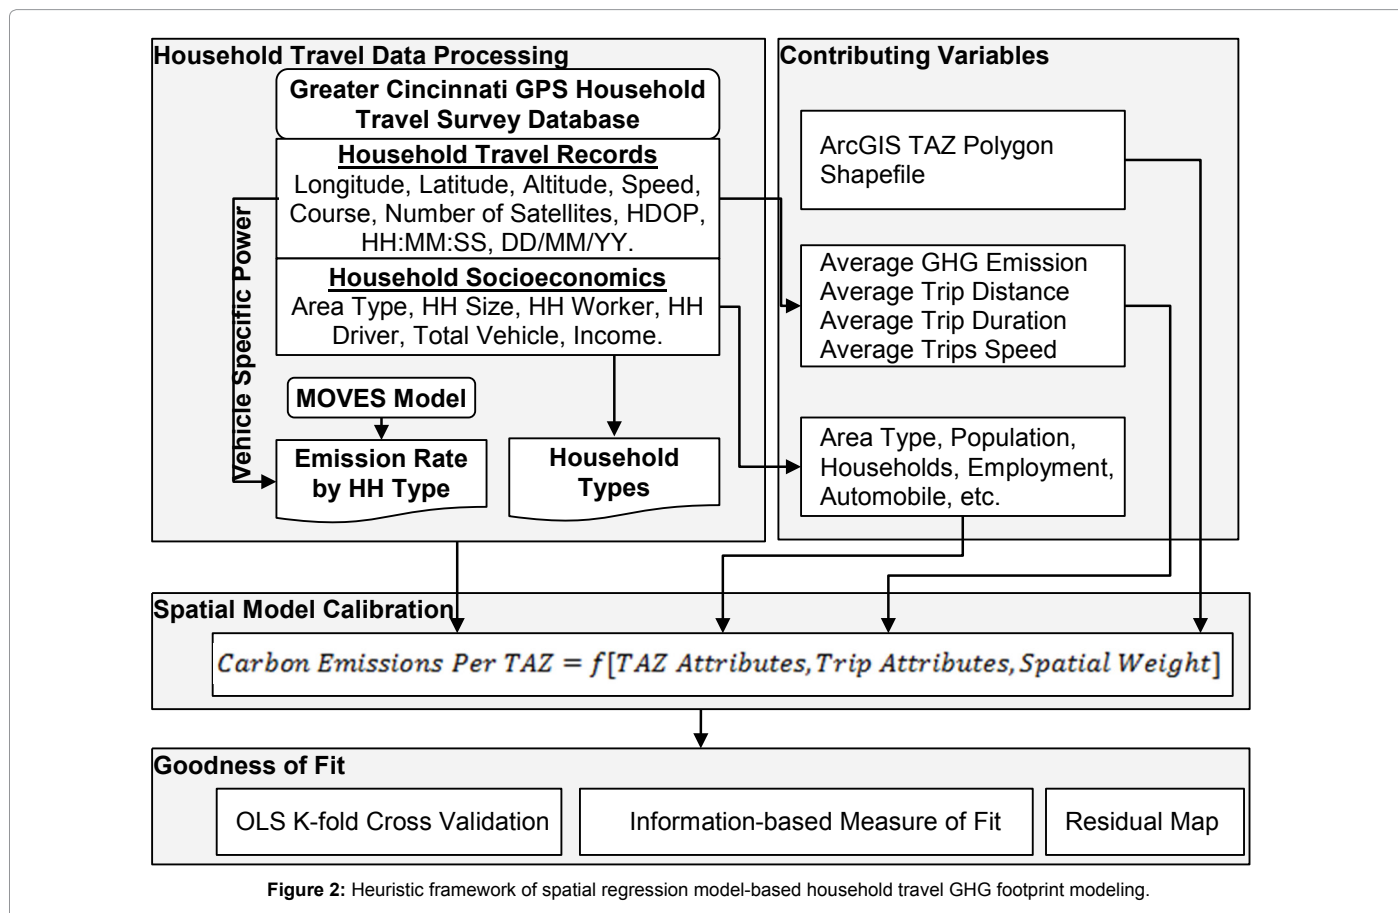 Household Travel Data Processing
Greater Cincinnati GPS Household
Travel Survey Database
Household Travel Records
Longitude, Latitude, Altitude, Speed,
Course, Number of Satellites, HDOP,
HH:MM:SS, DD/MM/YY.
Household Socioeconomics
Area Type, HH Size, HH Worker, HH
Driver, Total Vehicle, Income.
Vehicle Specific Power
MOVES Model
Emission Rate
by HH Type
Household
Types
Contributing Variables
ArcGIS TAZ Polygon
Shapefile
Average GHG Emission
Average Trip Distance
Average Trip Duration
Average Trips Speed
Area Type, Population,
Households, Employment,
Automobile, etc.
Spatial Model Calibration
Carbon Emissions Per TAZ = f[TAZ Attributes, Trip Attributes, Spatial Weight]
Goodness of Fit
OLS K-fold Cross Validation
Information-based Measure of Fit
Residual Map
Figure 2: Heuristic framework of spatial regression model-based household travel GHG footprint modeling.